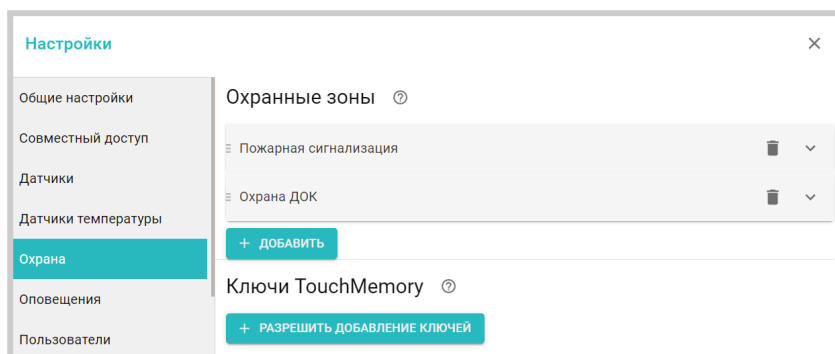 Настройки
Общие настройки
Совместный доступ
Датчики
Датчики температуры
Охрана
Оповещения
Пользователи
Охранные зоны
Пожарная сигнализация
Охрана ДОК
+ ДОБАВИТЬ
Ключи TouchMemory
+ РАЗРЕШИТЬ ДОБАВЛЕНИЕ КЛЮЧЕЙ